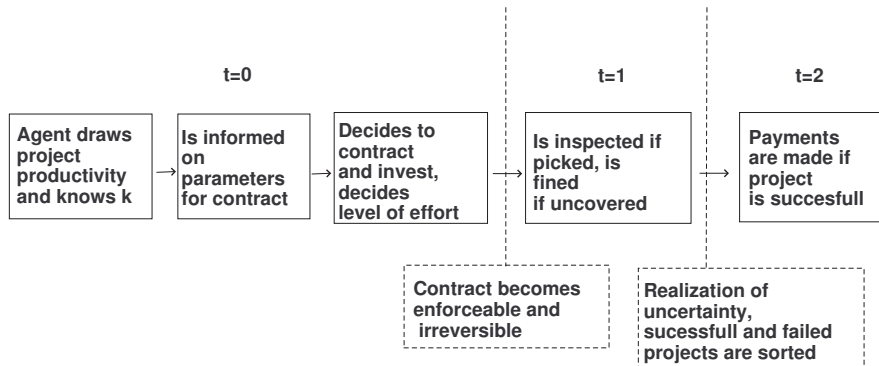 t=0
t=1
t=2
Agent draws
project
productivity
and knows k
Is informed
on
parameters
for contract
Decides to
contract
and invest,
decides
level of effort
Is inspected if
picked, is
fined
if uncovered
Payments
are made if
project
is succesfull
Contract becomes
enforceable and
irreversible
Realization of
uncertainty,
sucessfull and failed
projects are sorted